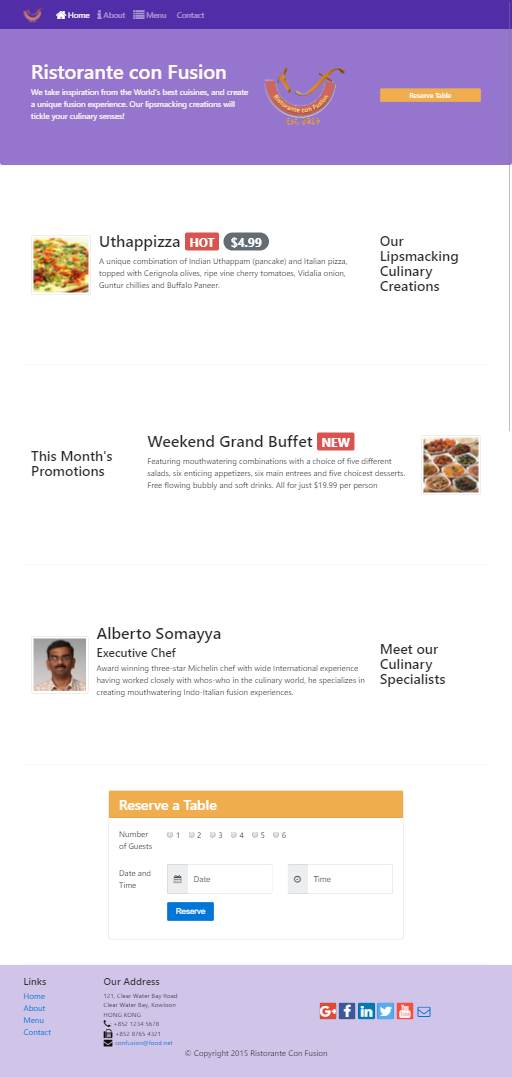 Home About Menu Contact
Ristorante con Fusion
We take inspiration from the World's best cuisines, and create
a unique fusion experience. Our lipsmacking creations will
tickle your culinary senses!
Ristorante con Fusion
Est. 2015
Reserve Table
Uthappizza HOT $4.99
A unique combination of Indian Uthappam (pancake) and Italian pizza,
topped with Cerignola olives, ripe vine cherry tomatoes, Vidalia onion,
Guntur chillies and Buffalo Paneer.
Our
Lipsmacking
Culinary
Creations
This Month's
Promotions
Weekend Grand Buffet NEW
Featuring mouthwatering combinations with a choice of five different
salads, six enticing appetizers, six main entrees and five choicest desserts.
Free flowing bubbly and soft drinks. All for just $19.99 per person
Alberto Somayya
Executive Chef
Award winning three-star Michelin chef with wide International experience
having worked closely with whos-who in the culinary world, he specializes in
creating mouthwatering Indo-Italian fusion experiences.
Meet our
Culinary
Specialists
Reserve a Table
Number
of Guests
1 2 3 4 5 6
Date and
Time
Date
Time
Reserve
Links
Home
About
Menu
Contact
Our Address
121, Clear Water Bay Road
Clear Water Bay, Kowloon
HONG KONG
+852 1234 5678
+852 8765 4321
confusion@food.net
© Copyright 2015 Ristorante Con Fusion